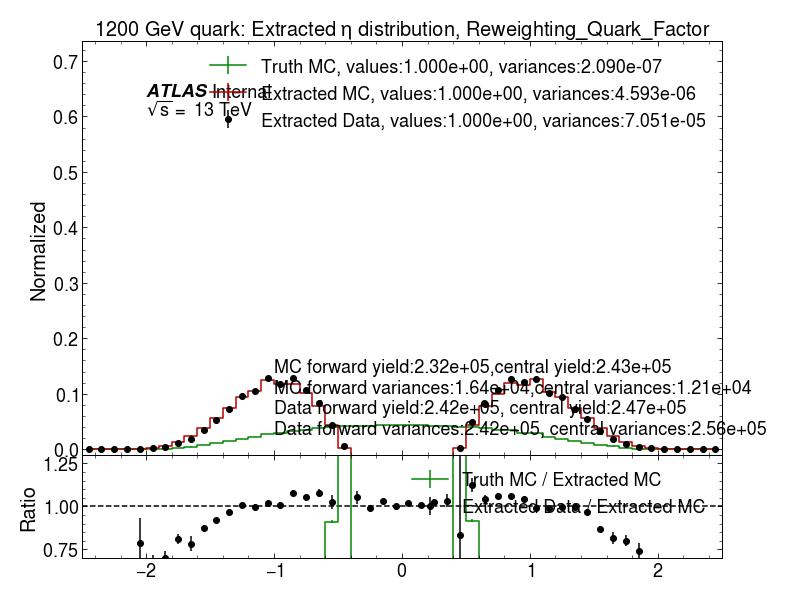 1200 GeV quark: Extracted η distribution, Reweighting_Quark_Factor
Truth MC, values:1.000e+00, variances:2.090e-07
Extracted MC, values:1.000e+00, variances:4.593e-06
Extracted Data, values:1.000e+00, variances:7.051e-05
ATLAS Internal
√s = 13 TeV
Normalized
0.7
0.6
0.5
0.4
0.3
0.2
0.1
0.0
MC forward yield:2.32e+05,central yield:2.43e+05
MC forward variances:1.64e+04,central variances:1.21e+04
Data forward yield:2.42e+05, central yield:2.47e+05
Data forward variances:2.42e+05, central variances:2.56e+05
Ratio
1.25
1.00
0.75
Truth MC / Extracted MC
Extracted Data / Extracted MC
−2 −1 0 1 2